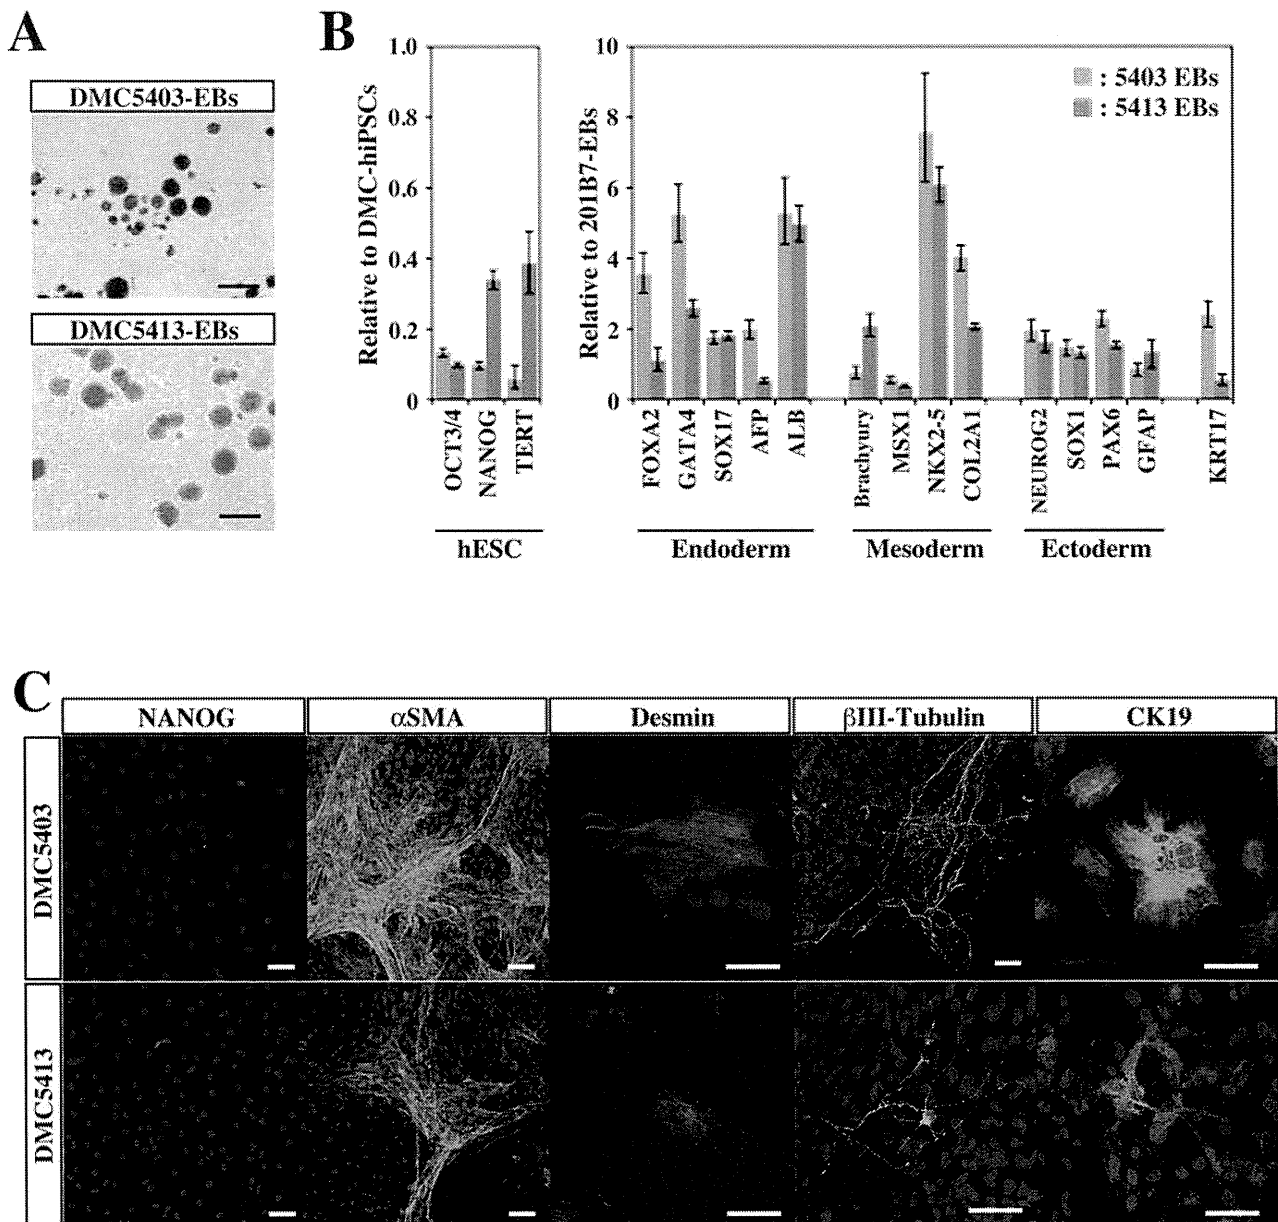 A
DMC5403-EBs
DMC5413-EBs
B
Relative to DMC-hiPSCs
1.0
0.8
0.6
0.4
0.2
0
OCT3/4
NANOG
TERT
hESC
Relative to 201B7-EBs
10
8
6
4
2
0
: 5403 EBs
: 5413 EBs
FOXA2
GATA4
SOX17
AFP
ALB
Brachyury
MSX1
NKX2-5
COL2A1
NEUROG2
SOX1
PAX6
GFAP
KRT17
Endoderm
Mesoderm
Ectoderm
C
NANOG
αSMA
Desmin
βIII-Tubulin
CK19
DMC5403
DMC5413